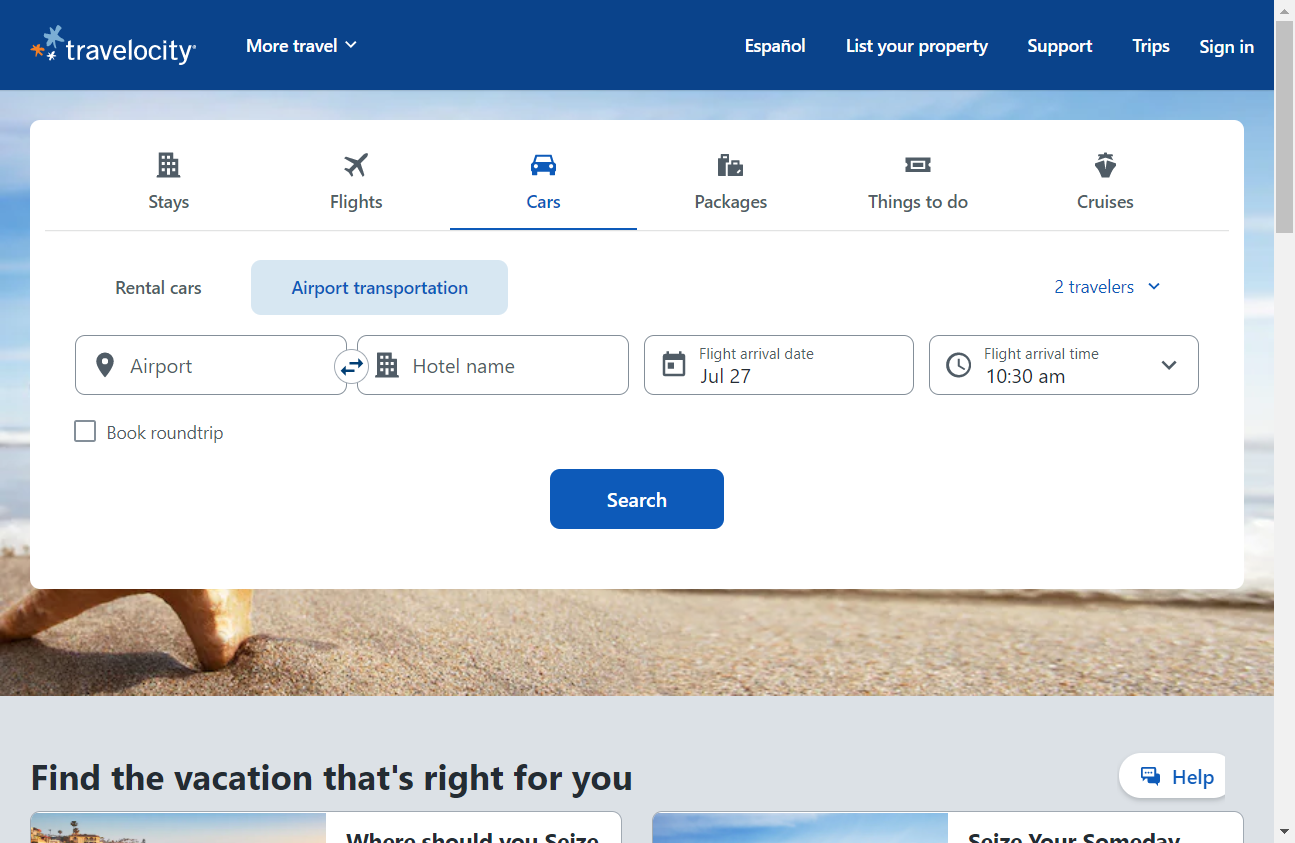 travelocity
More travel
Español
List your property
Support
Trips
Sign in
Stays
Flights
Cars
Packages
Things to do
Cruises
Rental cars
Airport transportation
2 travelers
Airport
Hotel name
Flight arrival date
Jul 27
Flight arrival time
10:30 am
Book roundtrip
Search
Find the vacation that's right for you
Help
Where should you Seize
Seize Your Someday